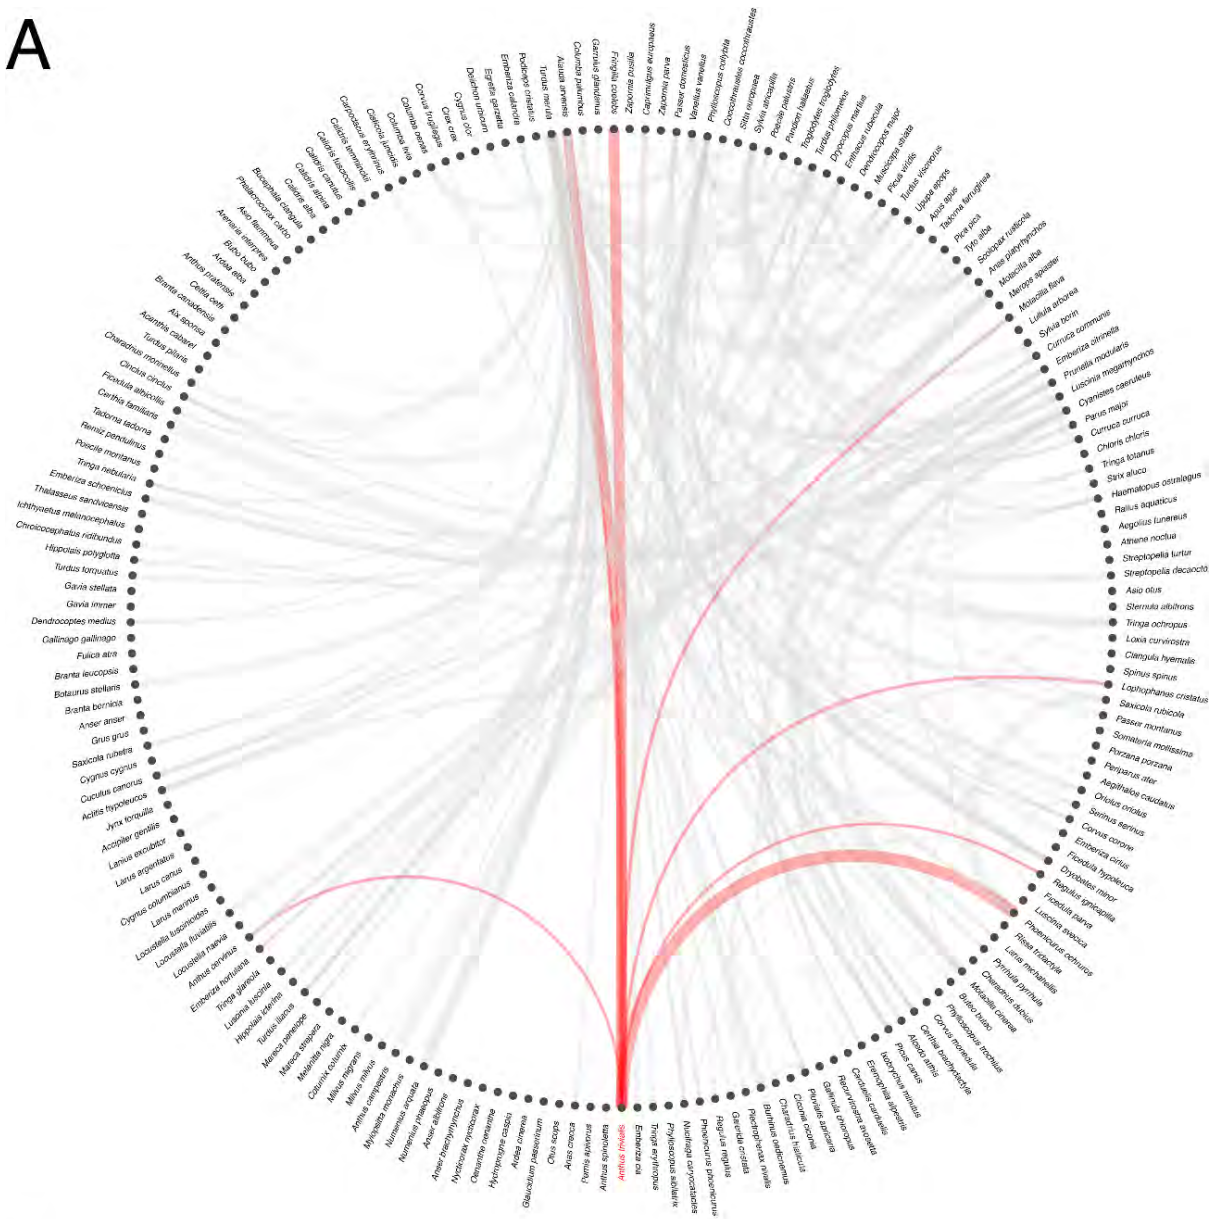 A
Fringilla coelebs
Zapornia pusilla
Caprimulgus europaeus
Zapornia parva
Passer domesticus
Vanellus vanellus
Phylloscopus collybita
Coccothraustes coccothraustes
Sitta europaea
Sylvia atricapilla
Poecile palustris
Pandion haliaetus
Troglodytes troglodytes
Turdus philomelos
Dryocopus martius
Erithacus rubecula
Dendrocopos major
Muscicapa striata
Picus viridis
Turdus viscivorus
Upupa epops
Apus apus
Tadorna ferruginea
Pica pica
Tyto alba
Scolopax rusticola
Anas platyrhynchos
Motacilla alba
Merops apiaster
Motacilla flava
Lullula arborea
Sylvia borin
Curruca communis
Emberiza citrinella
Prunella modularis
Luscinia megarhynchos
Cyanistes caeruleus
Parus major
Curruca curruca
Chloris chloris
Tringa totanus
Strix aluco
Haematopus ostralegus
Rallus aquaticus
Aegolius funereus
Athene noctua
Streptopelia turtur
Streptopelia decaocto
Asio otus
Sternula albifrons
Tringa ochropus
Loxia curvirostra
Clangula hyemalis
Spinus spinus
Lophophanes cristatus
Saxicola rubicola
Passer montanus
Somateria mollissima
Porzana porzana
Periparus ater
Aegithalos caudatus
Oriolus oriolus
Serinus serinus
Corvus corone
Emberiza cirlus
Ficedula hypoleuca
Dryobates minor
Regulus ignicapilla
Ficedula parva
Luscinia svecica
Phoenicurus ochruros
Rissa tridactyla
Larus michahellis
Pyrrhula pyrrhula
Charadrius dubius
Motacilla cinerea
Buteo buteo
Phylloscopus trochilus
Corvus monedula
Certhia brachydactyla
Alcedo atthis
Picus canus
Ixobrychus minutus
Eremophila alpestris
Carduelis carduelis
Recurvirostra avosetta
Gallinula chloropus
Pluvialis apricaria
Ciconia ciconia
Charadrius hiaticula
Burhinus oedicnemus
Plectrophenax nivalis
Galerida cristata
Regulus regulus
Phoenicurus phoenicurus
Nucifraga caryocatactes
Phylloscopus sibilatrix
Tringa erythropus
Emberiza cia
Anthus trivialis
Anthus spinoletta
Pernis apivorus
Anas crecca
Otus scops
Glaucidium passerinum
Ardea cinerea
Hydroprogne caspia
Oenanthe oenanthe
Nycticorax nycticorax
Anser brachyrhynchus
Anser albifrons
Numenius phaeopus
Numenius arquata
Myiopsitta monachus
Anthus campestris
Milvus milvus
Milvus migrans
Coturnix coturnix
Melanitta nigra
Mareca strepera
Mareca penelope
Turdus iliacus
Hippolais icterina
Luscinia luscinia
Tringa glareola
Emberiza hortulana
Anthus cervinus
Locustella naevia
Locustella fluviatilis
Locustella luscinioides
Larus marinus
Cygnus columbianus
Larus canus
Larus argentatus
Lanius excubitor
Accipiter gentilis
Jynx torquilla
Actitis hypoleucos
Cuculus canorus
Cygnus cygnus
Saxicola rubetra
Grus grus
Anser anser
Branta bernicla
Botaurus stellaris
Branta leucopsis
Fulica atra
Gallinago gallinago
Dendrocoptes medius
Gavia immer
Gavia stellata
Turdus torquatus
Hippolais polyglotta
Chroicocephalus ridibundus
Ichthyaetus melanocephalus
Thalasseus sandvicensis
Emberiza schoeniclus
Tringa nebularia
Poecile montanus
Remiz pendulinus
Tadorna tadorna
Certhia familiaris
Ficedula albicollis
Cinclus cinclus
Charadrius morinellus
Turdus pilaris
Acanthis cabaret
Aix sponsa
Branta canadensis
Cettia cetti
Anthus pratensis
Ardea alba
Bubo bubo
Arenaria interpres
Asio flammeus
Phalacrocorax carbo
Bucephala clangula
Calidris alba
Calidris alpina
Calidris canutus
Calidris fuscicollis
Calidris temminckii
Carpodacus erythrinus
Cisticola juncidis
Columba livia
Columba oenas
Corvus frugilegus
Crex crex
Cygnus olor
Delichon urbicum
Egretta garzetta
Emberiza calandra
Podiceps cristatus
Turdus merula
Alauda arvensis
Columba palumbus
Garrulus glandarius